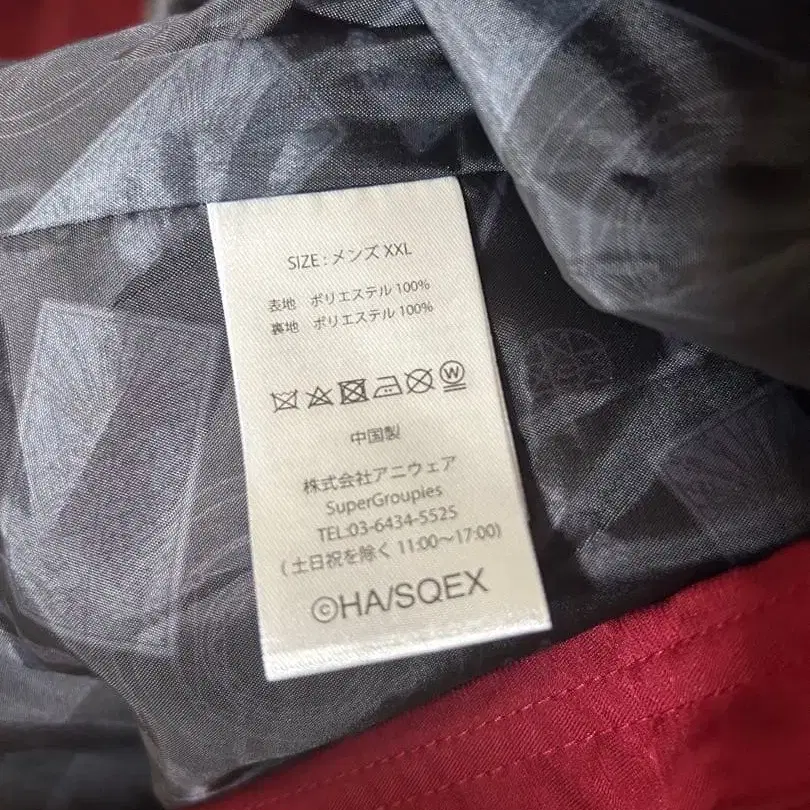 SIZE : メンズ XXL
表地 ポリエステル 100%
裏地 ポリエステル 100%
W
中国製
株式会社アニウェア
SuperGroupies
TEL:03-6434-5525
( 土日祝を除く 11:00～17:00)
©HA/SQEX